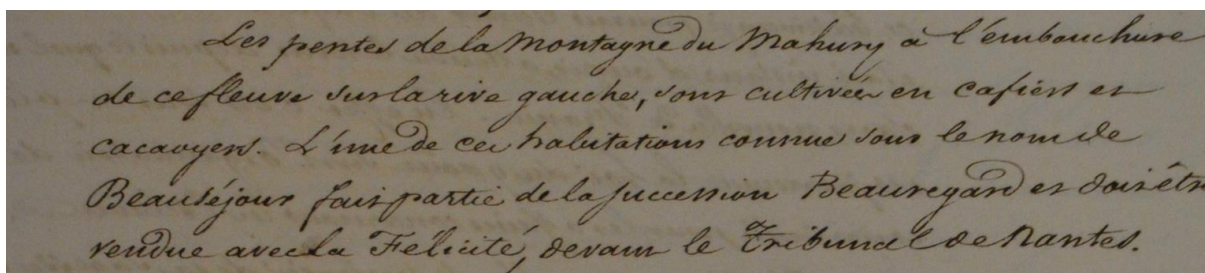 Les pentes de la montagne du Mahury à l'embouchure
de ce fleuve sur la rive gauche, sont cultivées en cafiers et
cacaoyers. L'une de ces habitations connue sous le nom de
Beauséjour fait partie de la succession Beauregard et doit être
vendue avec la Félicité, devant le Tribunal de Nantes.